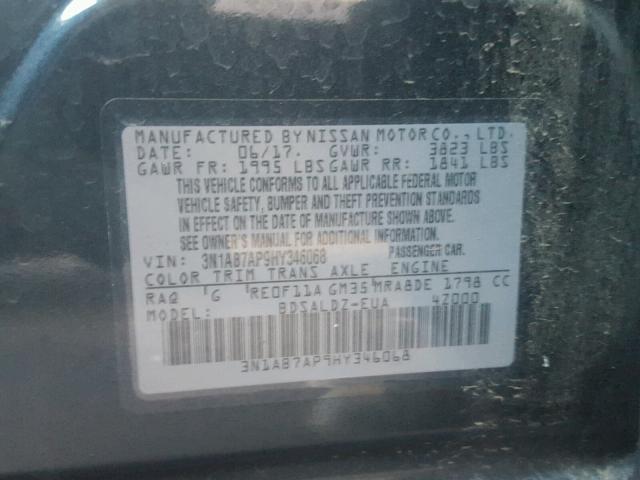 MANUFACTURED BY NISSAN MOTOR CO., LTD.
DATE: 06/17. GVWR: 3823 LBS
GAWR FR: 1995 LBS GAWR RR: 1841 LBS
THIS VEHICLE CONFORMS TO ALL APPLICABLE FEDERAL MOTOR
VEHICLE SAFETY, BUMPER AND THEFT PREVENTION STANDARDS
IN EFFECT ON THE DATE OF MANUFACTURE SHOWN ABOVE.
SEE OWNER'S MANUAL FOR ADDITIONAL INFORMATION.
VIN: 3N1AB7AP9HY346068 PASSENGER CAR.
COLOR TRIM TRANS AXLE ENGINE
RAQ 'G 'RE0F11A GM35'MRA8DE 1798 CC
MODEL: BDSALDZ-EUA 4Z000
3N1AB7AP9HY346068